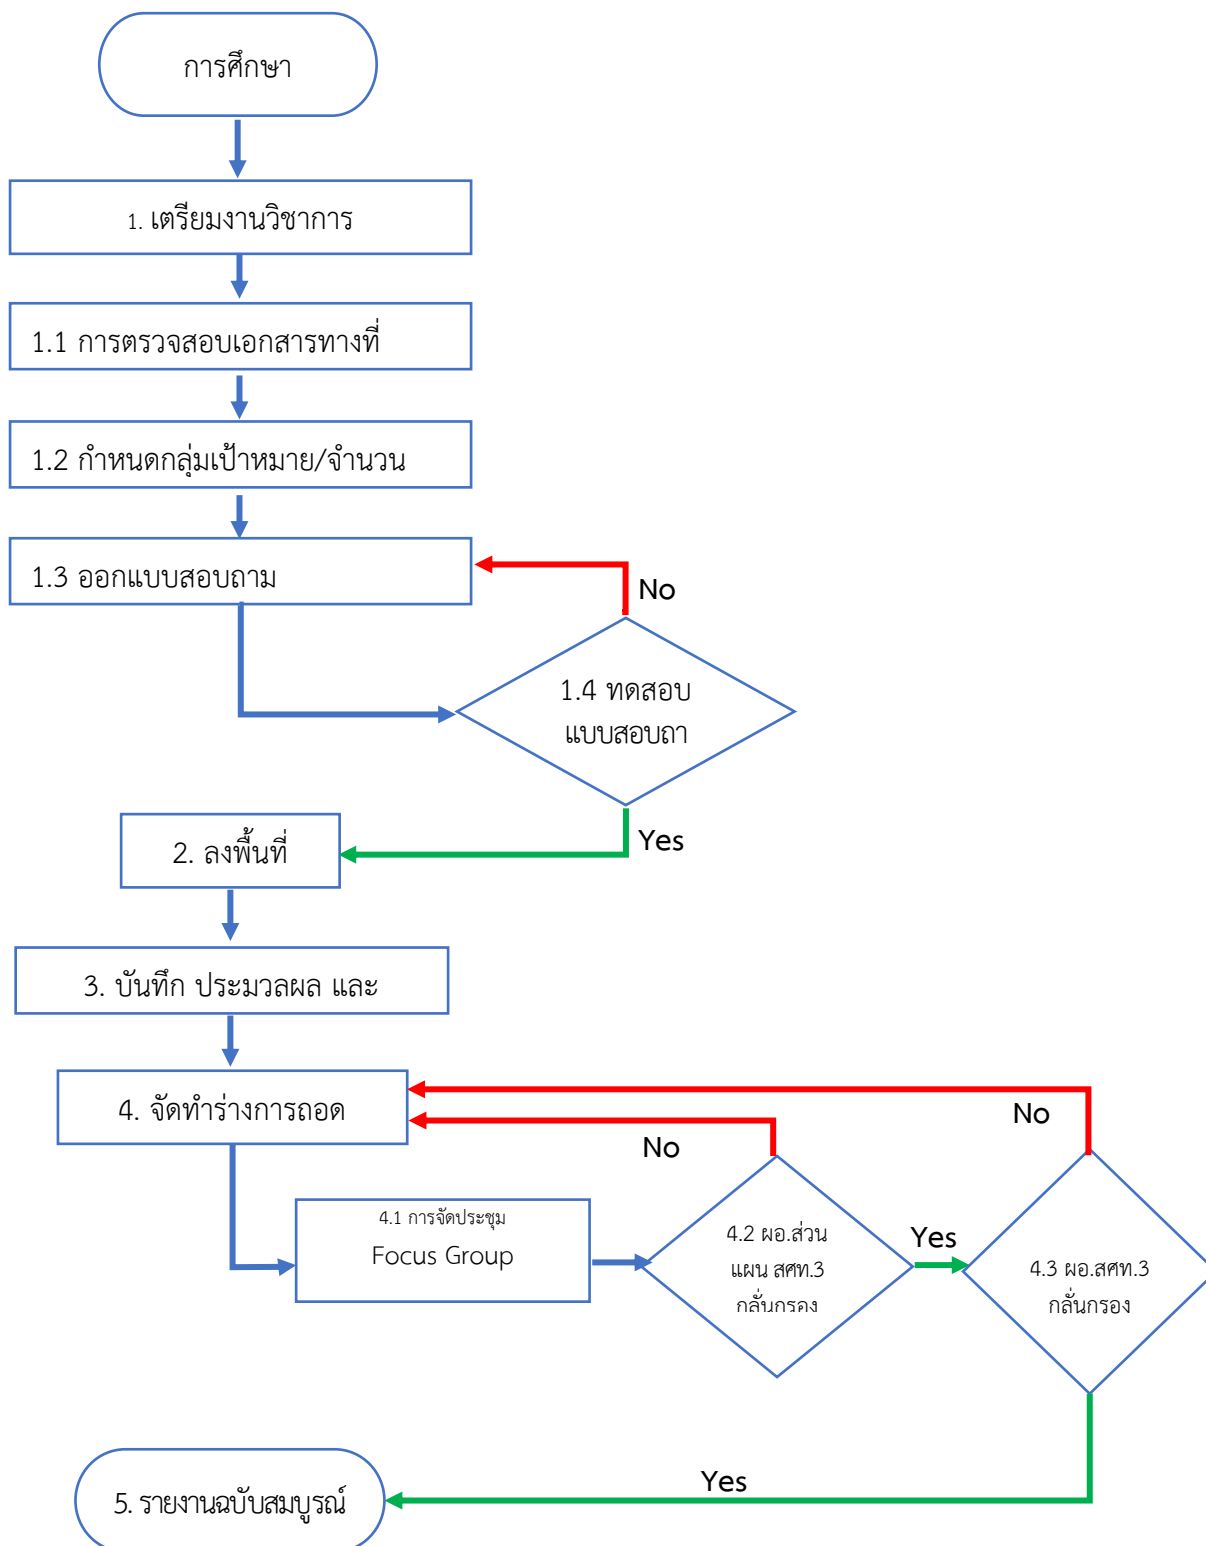 การศึกษา
1. เตรียมงานวิชาการ
1.1 การตรวจสอบเอกสารทางที่
1.2 กำหนดกลุ่มเป้าหมาย/จำนวน
1.3 ออกแบบสอบถาม
No
1.4 ทดสอบ
แบบสอบถา
Yes
2. ลงพื้นที่
3. บันทึก ประมวลผล และ
4. จัดทำร่างการถอด
No
No
4.1 การจัดประชุม
Focus Group
4.2 ผอ.ส่วน
แผน สศท.3
กลั่นกรอง
Yes
4.3 ผอ.สศท.3
กลั่นกรอง
Yes
5. รายงานฉบับสมบูรณ์